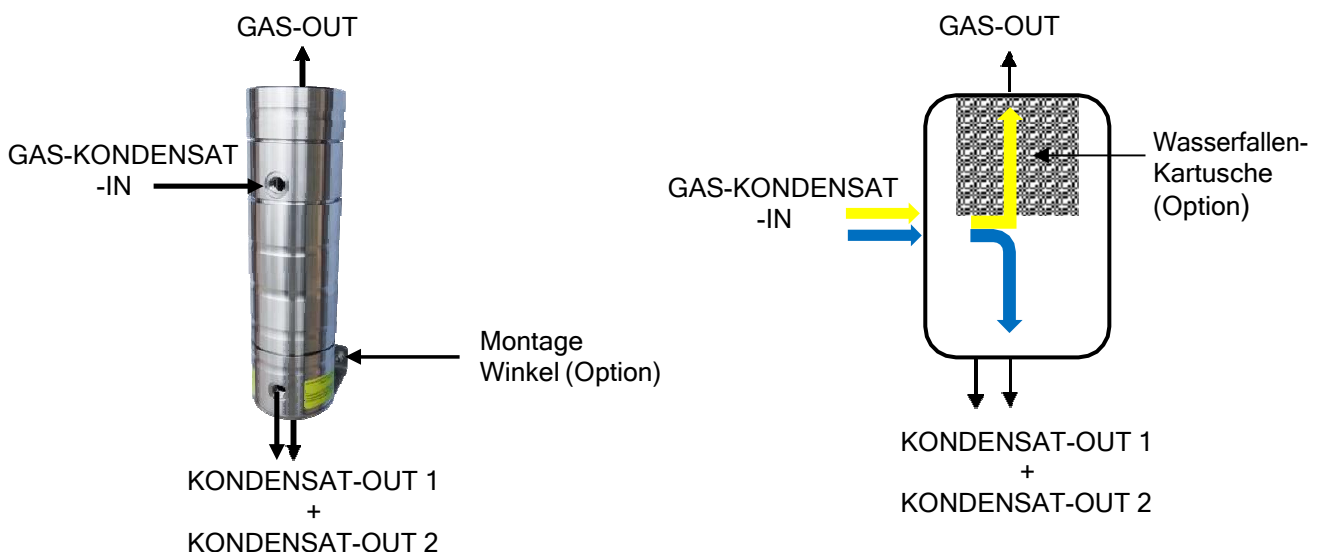 GAS-OUT
GAS-KONDENSAT
-IN
Montage
Winkel (Option)
KONDENSAT-OUT 1
+
KONDENSAT-OUT 2
GAS-OUT
Wasserfallen-
Kartusche
(Option)
GAS-KONDENSAT
-IN
KONDENSAT-OUT 1
+
KONDENSAT-OUT 2